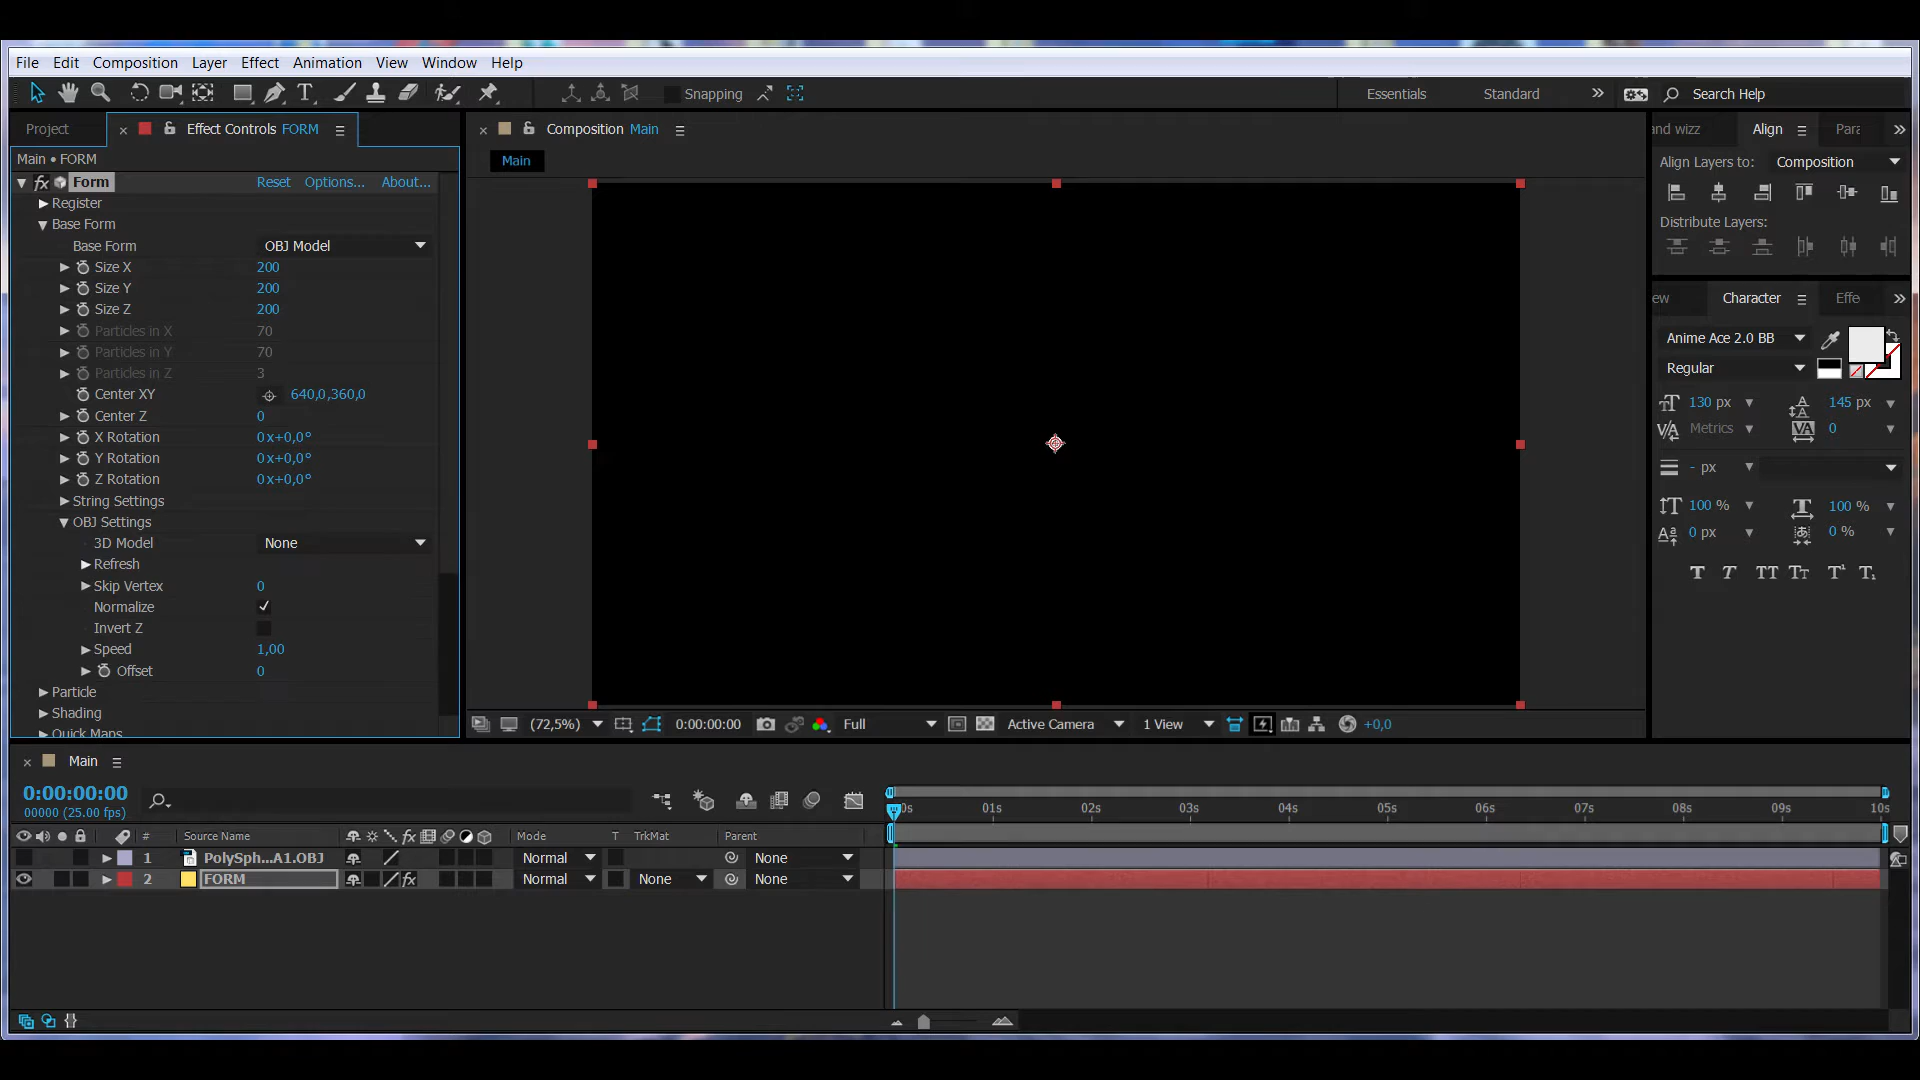 File Edit Composition Layer Effect Animation View Window Help
Snapping Essentials Standard Search Help
Project Effect Controls FORM Composition Main and wizz Align Para
Main • FORM Main Align Layers to: Composition
fx Form Reset Options... About...
Register
Base Form Distribute Layers:
Base Form OBJ Model
Size X 200
Size Y 200
Size Z 200 ew Character Effe
Particles in X 70 Anime Ace 2.0 BB
Particles in Y 70 Regular
Particles in Z 3
Center XY 640,0,360,0 130 px 145 px
Center Z 0 Metrics 0
X Rotation 0x+0,0°
Y Rotation 0x+0,0° - px
Z Rotation 0x+0,0°
String Settings 100 % 100 %
OBJ Settings 0 px 0 %
3D Model None
Refresh T T TT Tт T¹ T₁
Skip Vertex 0
Normalize
Invert Z
Speed 1,00
Offset 0
Particle
Shading
Quick Maps
(72,5%) 0:00:00:00 Full Active Camera 1 View +0,0
Main
0:00:00:00
00000 (25.00 fps)
0s 01s 02s 03s 04s 05s 06s 07s 08s 09s 10s
# Source Name fx Mode T TrkMat Parent
1 PolySph...A1.OBJ Normal None
2 FORM fx Normal None None